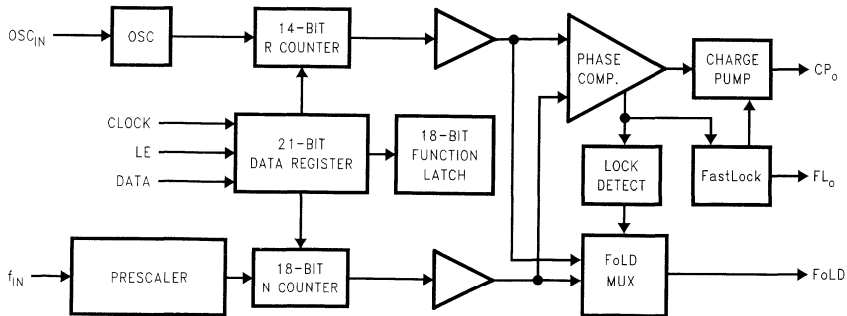 OSC_IN
OSC
14-BIT
R COUNTER
PHASE
COMP.
CHARGE
PUMP
CP_o
CLOCK
LE
DATA
21-BIT
DATA REGISTER
18-BIT
FUNCTION
LATCH
LOCK
DETECT
FastLock
FL_o
f_IN
PRESCALER
18-BIT
N COUNTER
FoLD
MUX
FoLD